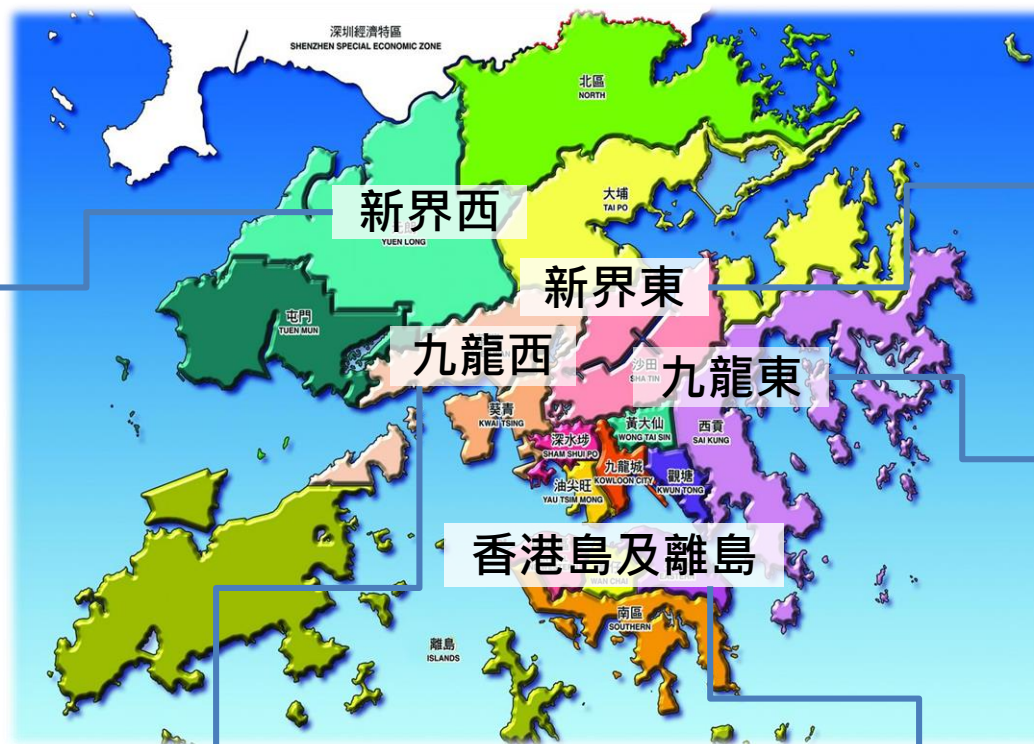 深圳經濟特區
SHENZHEN SPECIAL ECONOMIC ZONE
北區
NORTH
大埔
TAI PO
新界西
YUEN LONG
新界東
屯門
TUEN MUN
九龍西
沙田
SHA TIN
九龍東
葵青
KWAI TSING
黃大仙
WONG TAI SIN
西貢
SAI KUNG
深水埗
SHAM SHUI PO
九龍城
KOWLOON CITY
觀塘
KWUN TONG
油尖旺
YAU TSIM MONG
香港島及離島
WAN CHAI
EASTERN
南區
SOUTHERN
離島
ISLANDS